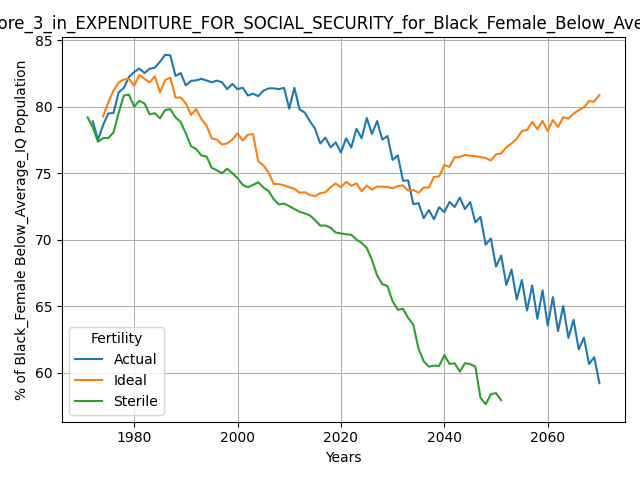 ore_3_in_EXPENDITURE_FOR_SOCIAL_SECURITY_for_Black_Female_Below_Ave
85
80
75
70
65
60
% of Black_Female Below_Average_IQ Population
Fertility
Actual
Ideal
Sterile
1980 2000 2020 2040 2060
Years